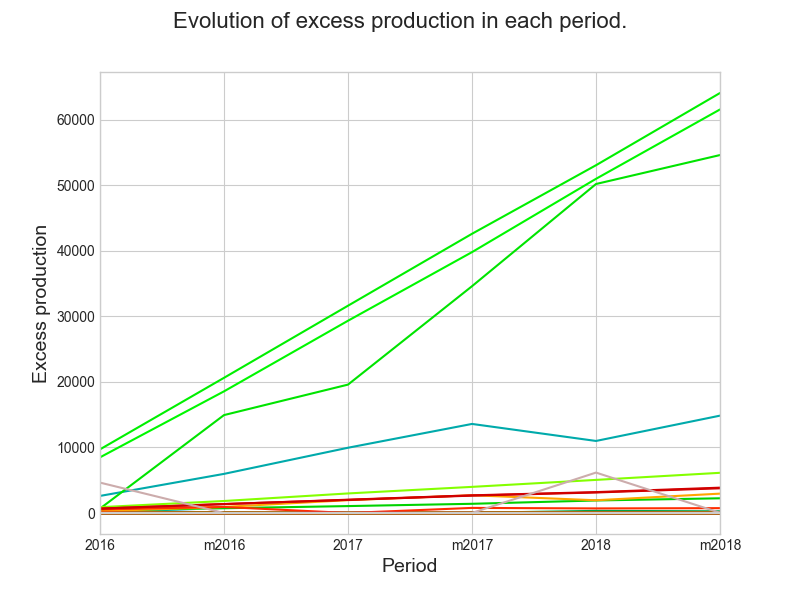 Evolution of excess production in each period.
Excess production
60000
50000
40000
30000
20000
10000
0
2016 m2016 2017 m2017 2018 m2018
Period